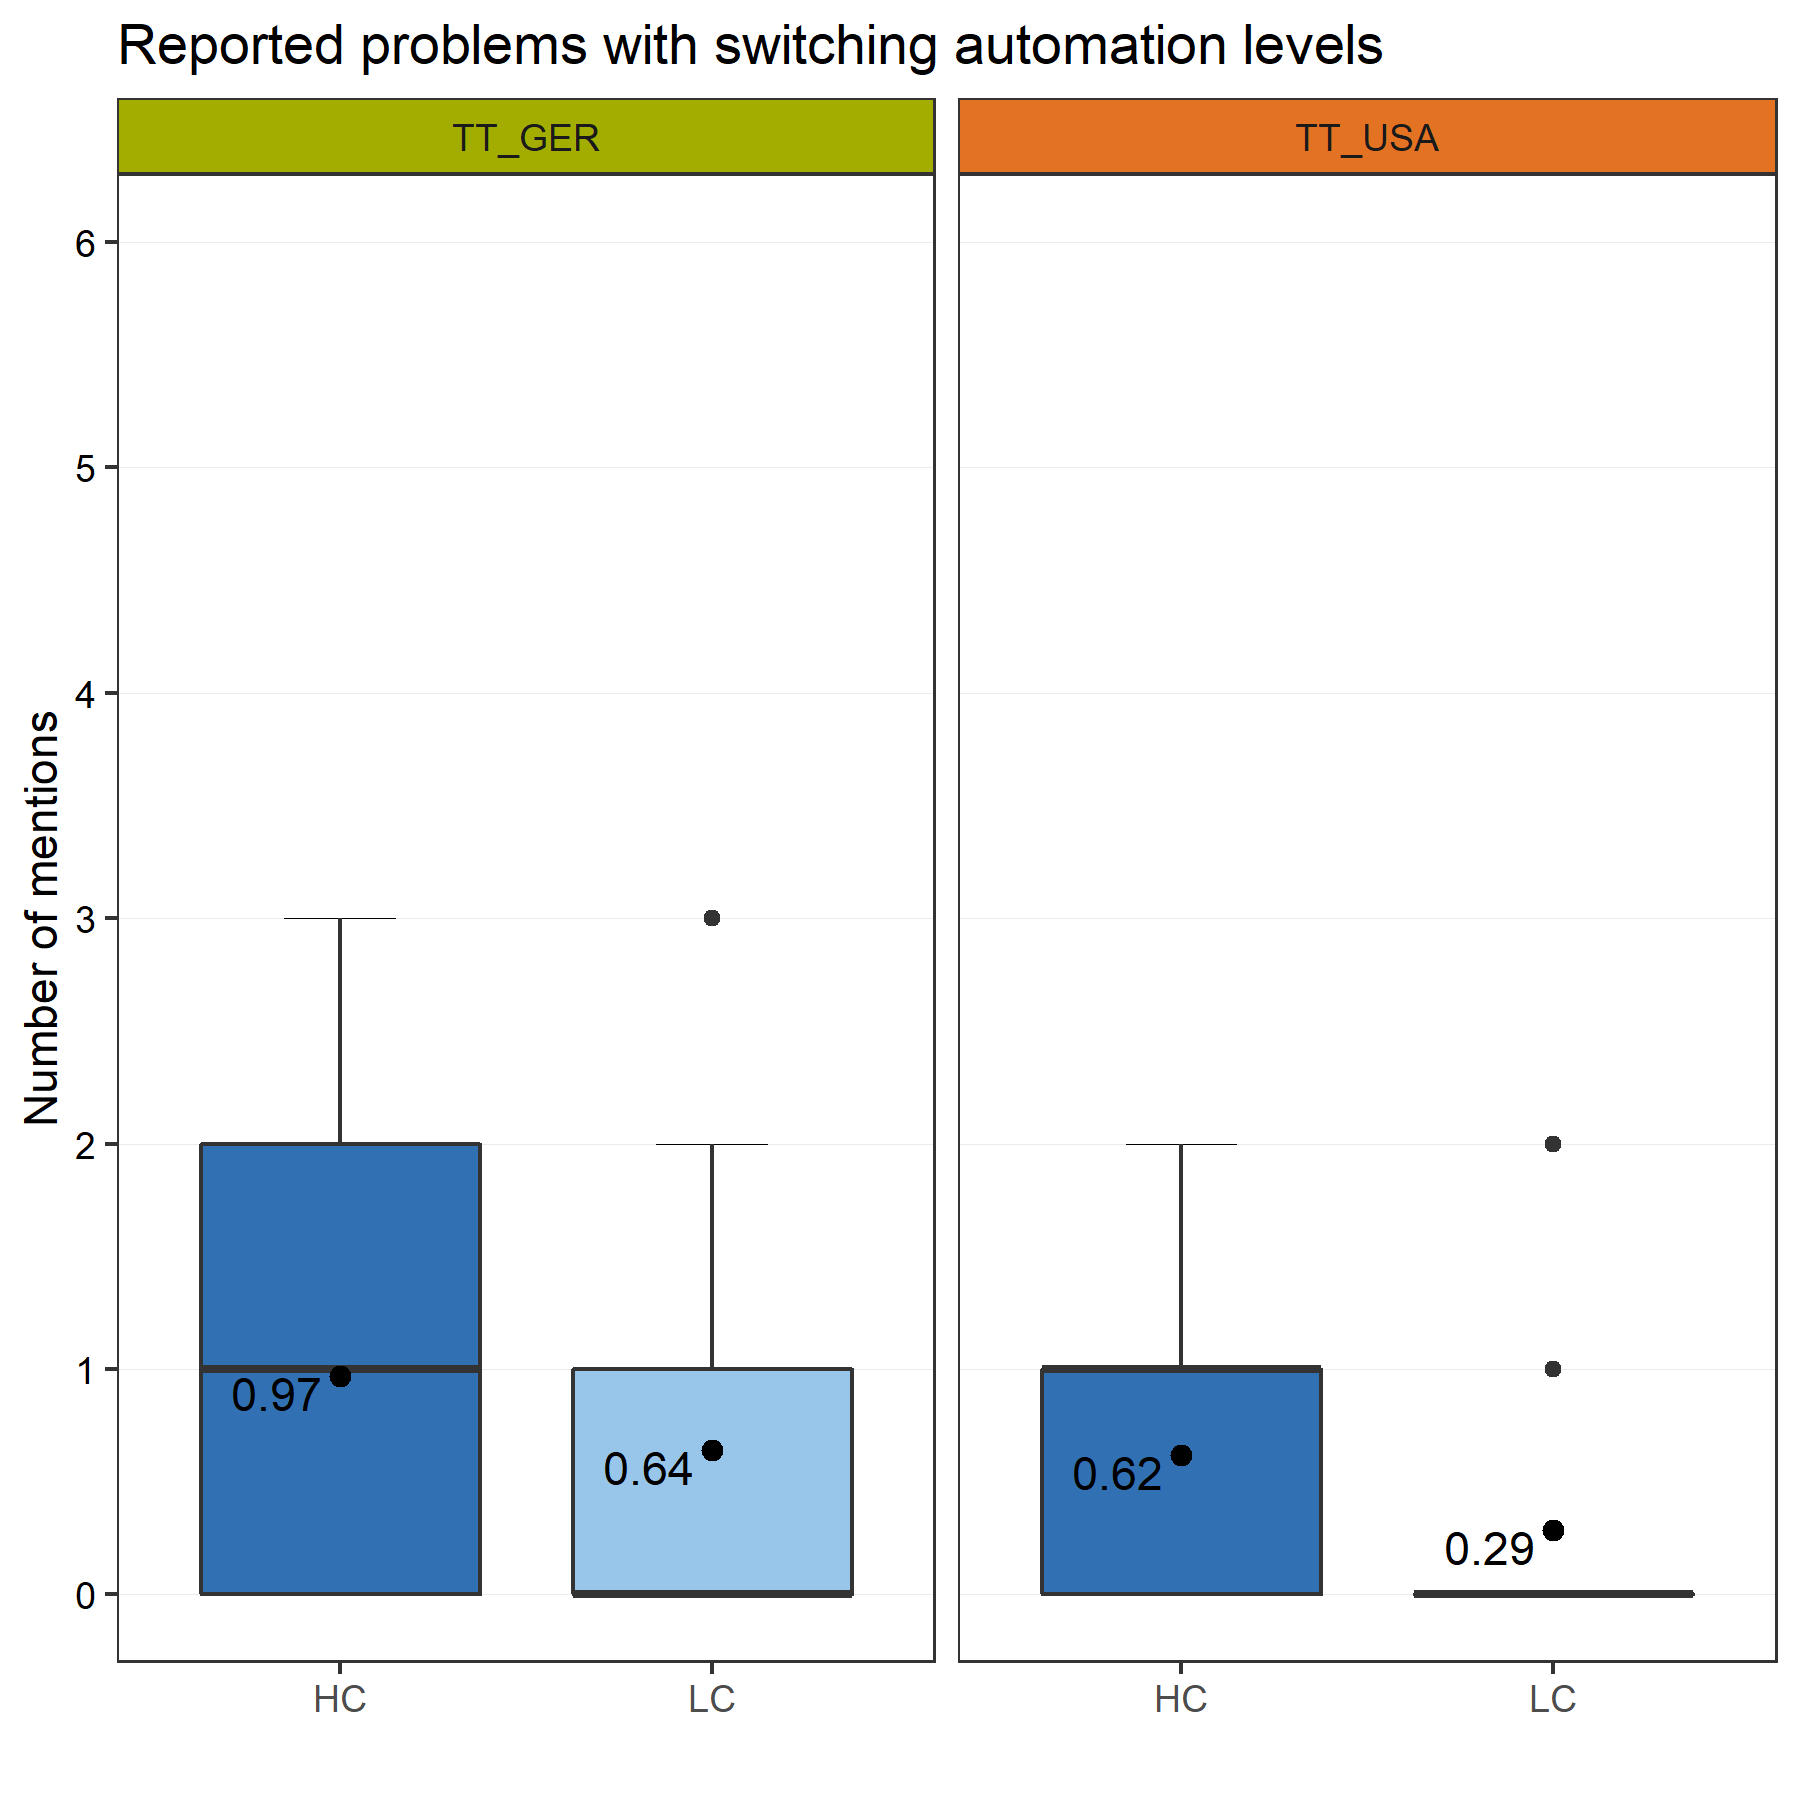 Reported problems with switching automation levels
TT_GER
TT_USA
Number of mentions
6
5
4
3
2
1
0
0.97
0.64
0.62
0.29
HC
LC
HC
LC